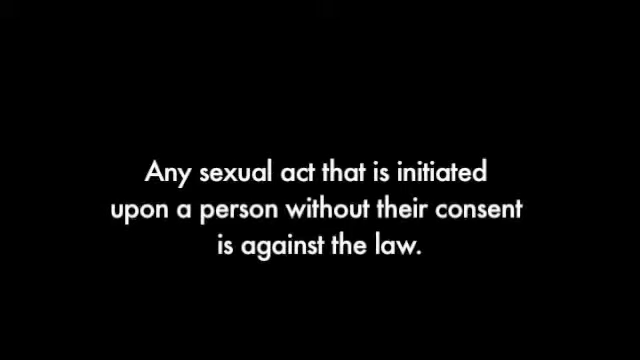 Any sexual act that is initiated
upon a person without their consent
is against the law.